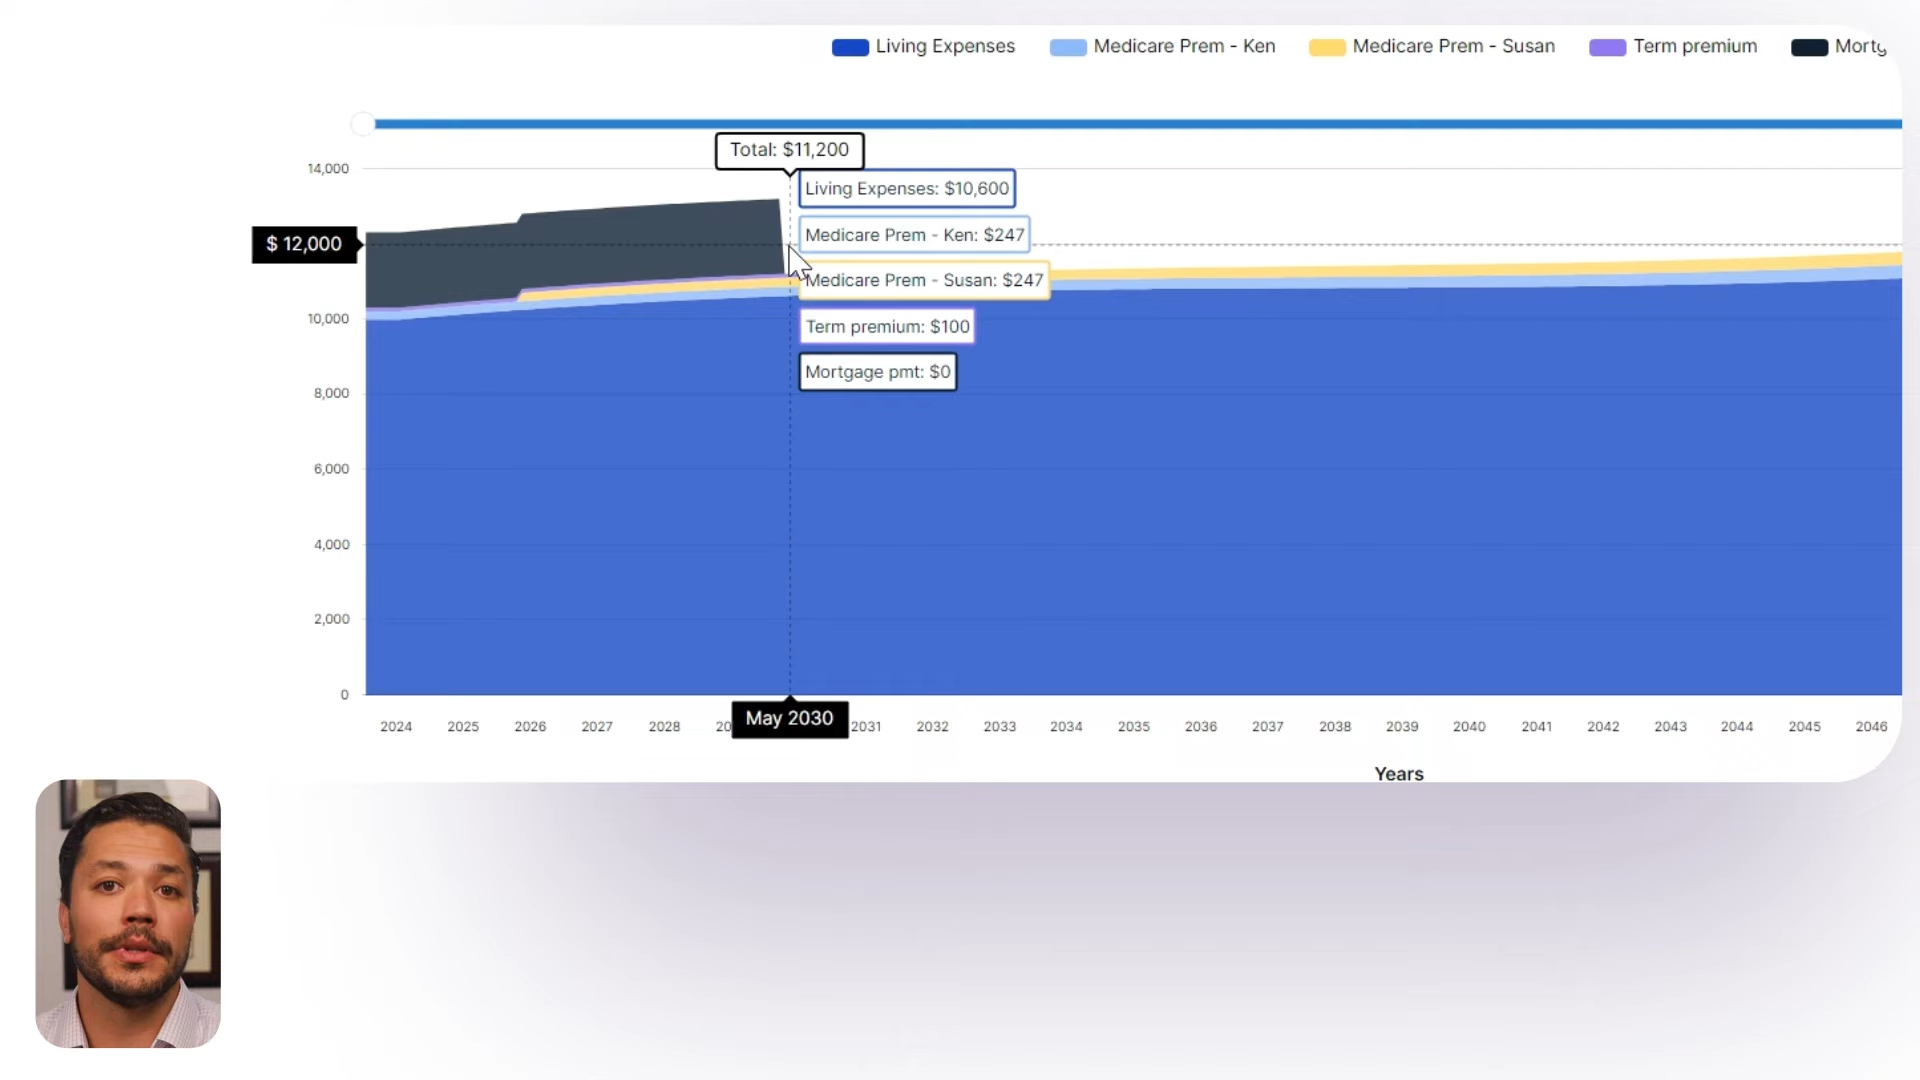 Living Expenses
Medicare Prem - Ken
Medicare Prem - Susan
Term premium
Mortg
Total: $11,200
14,000
Living Expenses: $10,600
Medicare Prem - Ken: $247
$ 12,000
Medicare Prem - Susan: $247
10,000
Term premium: $100
Mortgage pmt: $0
8,000
6,000
4,000
2,000
0
May 2030
2024 2025 2026 2027 2028 20 2031 2032 2033 2034 2035 2036 2037 2038 2039 2040 2041 2042 2043 2044 2045 2046
Years